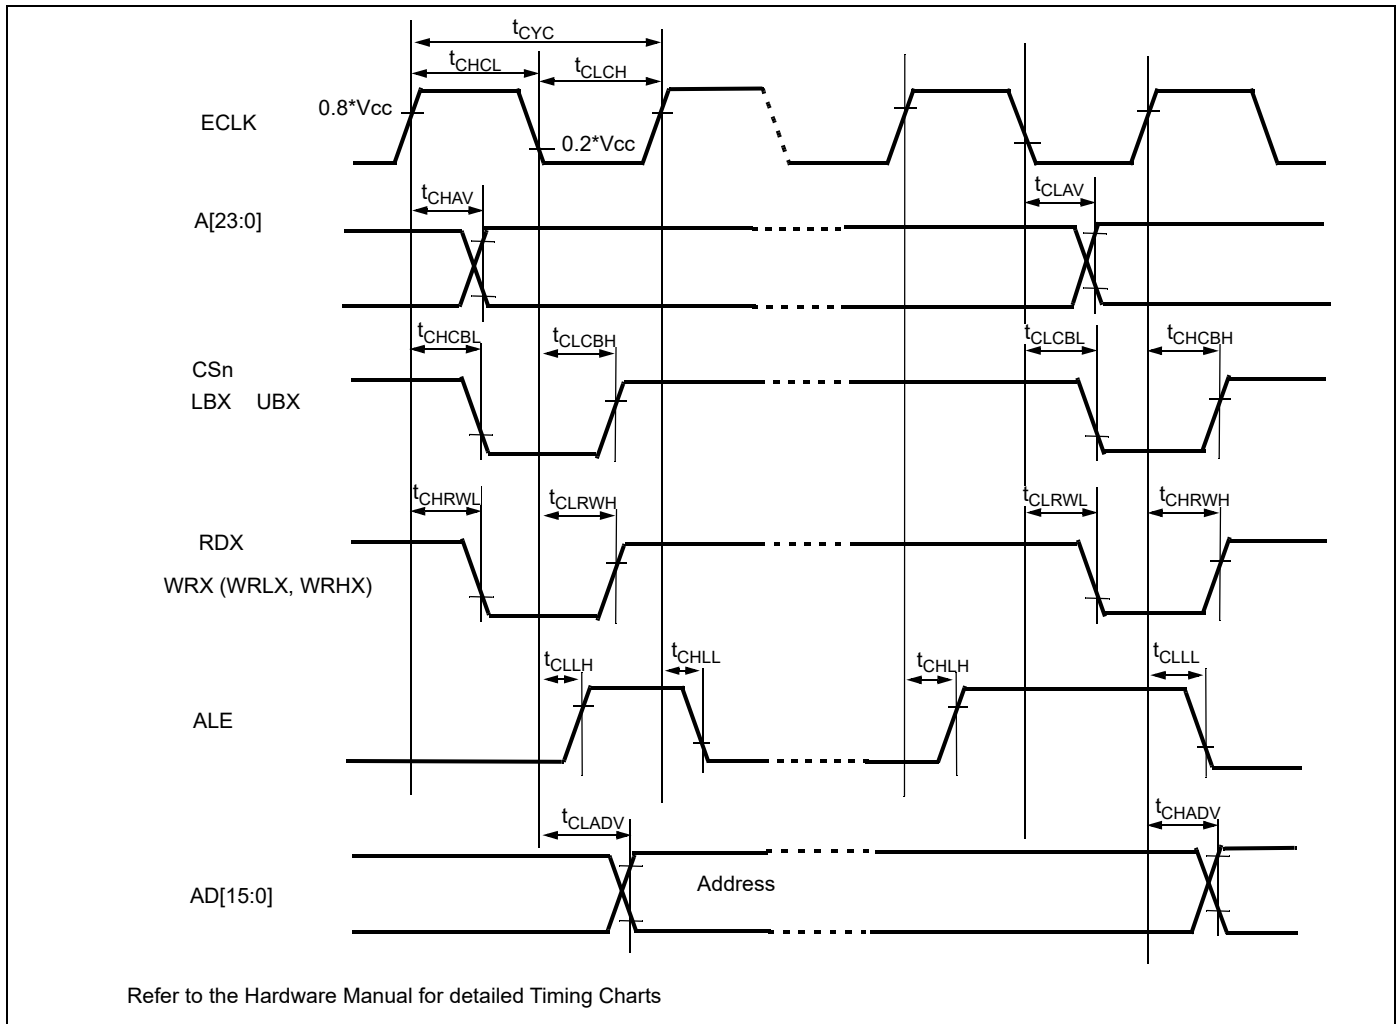 tCYC
tCHCL tCLCH
0.8*Vcc
ECLK
0.2*Vcc
tCHAV tCLAV
A[23:0]
tCHCBL tCLCBH tCLCBL tCHCBH
CSn
LBX UBX
tCHRWL tCLRWH tCLRWL tCHRWH
RDX
WRX (WRLX, WRHX)
tCLLH tCHLL tCHLH tCLLL
ALE
tCLADV tCHADV
Address
AD[15:0]
Refer to the Hardware Manual for detailed Timing Charts